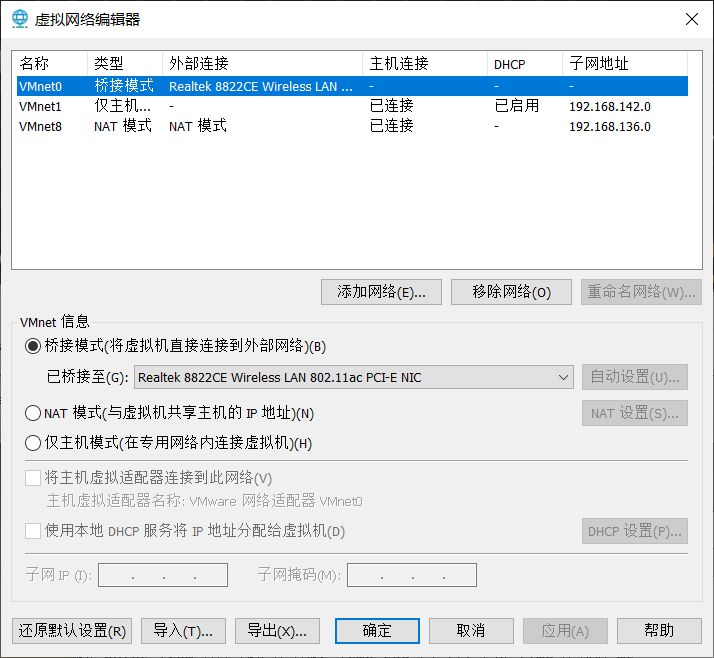 虚拟网络编辑器
名称 类型 外部连接 主机连接 DHCP 子网地址
VMnet0 桥接模式 Realtek 8822CE Wireless LAN ... - - -
VMnet1 仅主机... - 已连接 已启用 192.168.142.0
VMnet8 NAT 模式 NAT 模式 已连接 - 192.168.136.0
添加网络(E)... 移除网络(O) 重命名网络(W)...
VMnet 信息
桥接模式(将虚拟机直接连接到外部网络)(B)
已桥接至(G): Realtek 8822CE Wireless LAN 802.11ac PCI-E NIC 自动设置(U)...
NAT 模式(与虚拟机共享主机的 IP 地址)(N) NAT 设置(S)...
仅主机模式(在专用网络内连接虚拟机)(H)
将主机虚拟适配器连接到此网络(V)
主机虚拟适配器名称: VMware 网络适配器 VMnet0
使用本地 DHCP 服务将 IP 地址分配给虚拟机(D) DHCP 设置(P)...
子网 IP (I): . . . 子网掩码(M): . . .
还原默认设置(R) 导入(T)... 导出(X)... 确定 取消 应用(A) 帮助